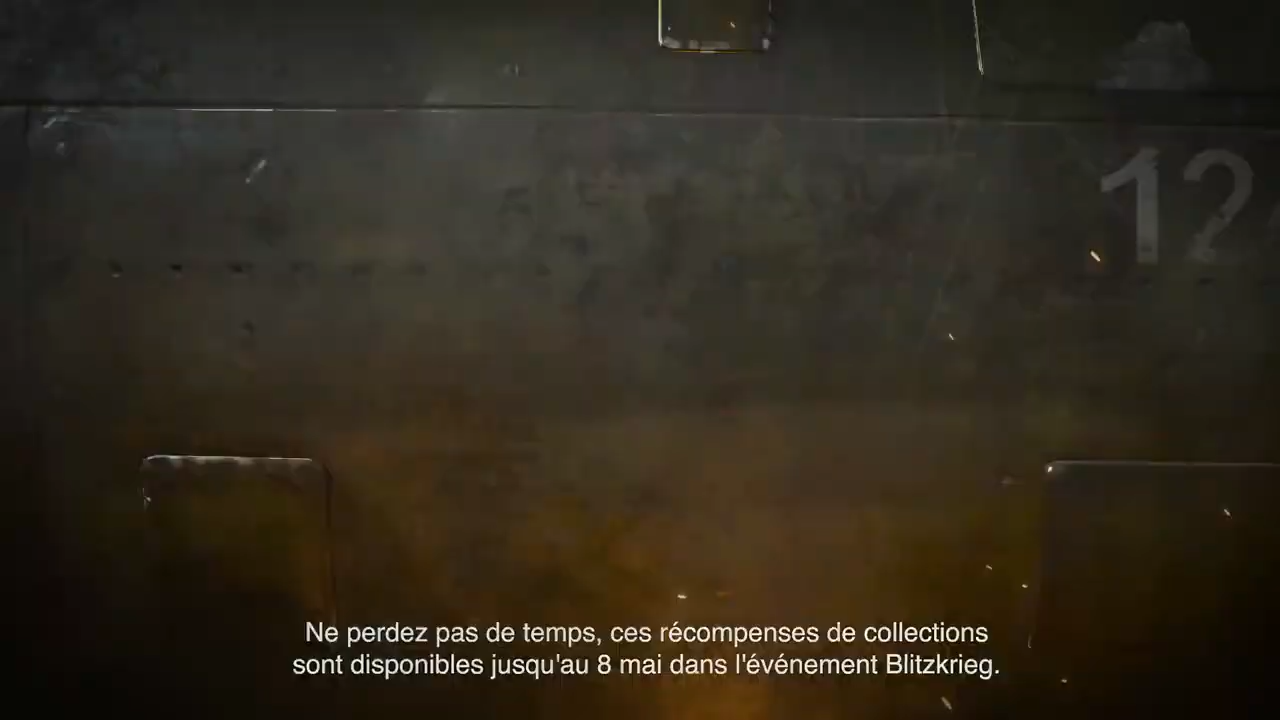 12
Ne perdez pas de temps, ces récompenses de collections
sont disponibles jusqu'au 8 mai dans l'événement Blitzkrieg.